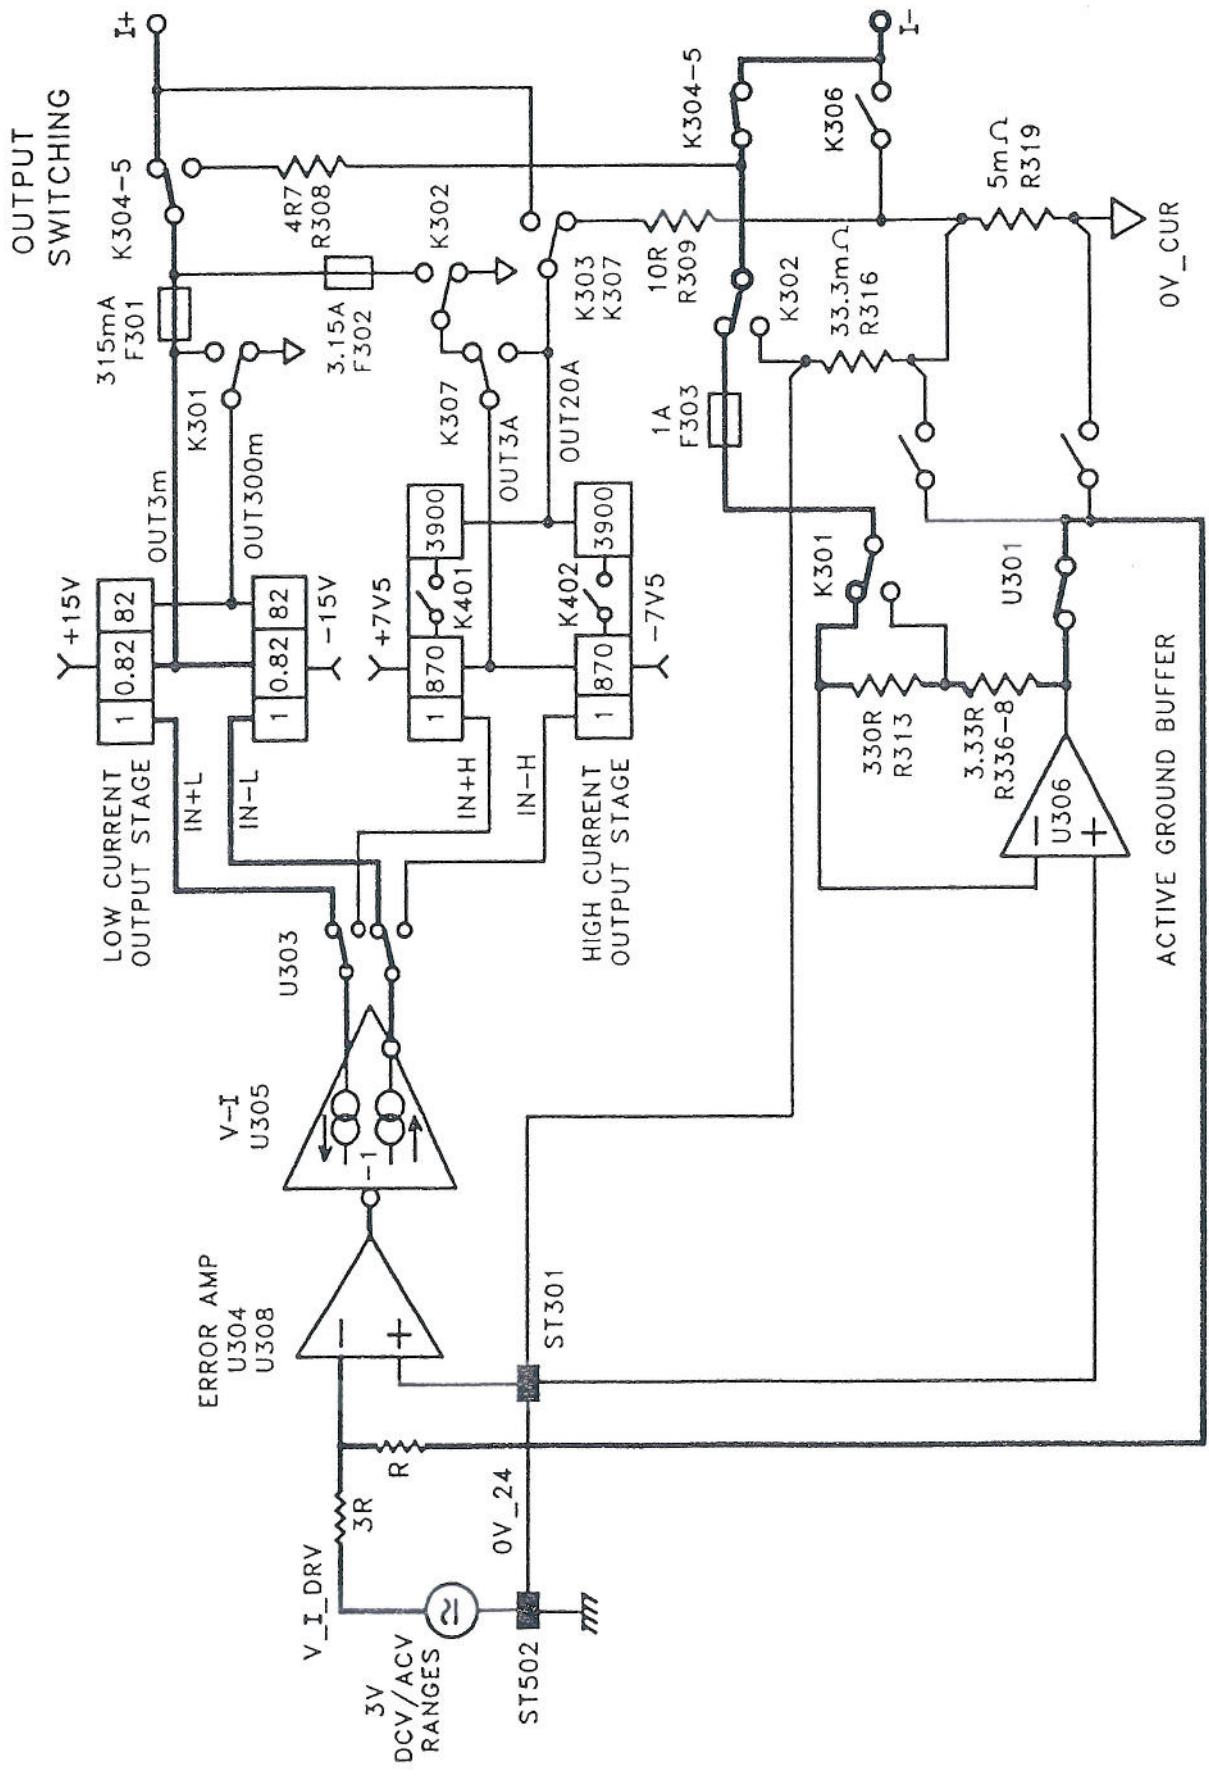 OUTPUT
SWITCHING
I+
K304-5
4R7
R308
K302
315mA
F301
3.15A
F302
K301
K307
K303
K307
10R
R309
K304-5
K306
I-
5mΩ
R319
33.3mΩ
R316
K302
0V_CUR
1A
F303
OUT3m
OUT300m
OUT3A
OUT20A
+15V
1
0.82
82
1
0.82
82
-15V
+7V5
1
870
3900
K401
K402
1
870
3900
-7V5
LOW CURRENT
OUTPUT STAGE
IN+L
IN-L
IN+H
IN-H
HIGH CURRENT
OUTPUT STAGE
K301
U301
330R
R313
3.33R
R336-8
U306
-
+
ACTIVE GROUND BUFFER
U303
V-I
U305
-1
ERROR AMP
U304
U308
-
+
ST301
R
3R
0V_24
V_I_DRV
3V
DCV/ACV
RANGES
ST502